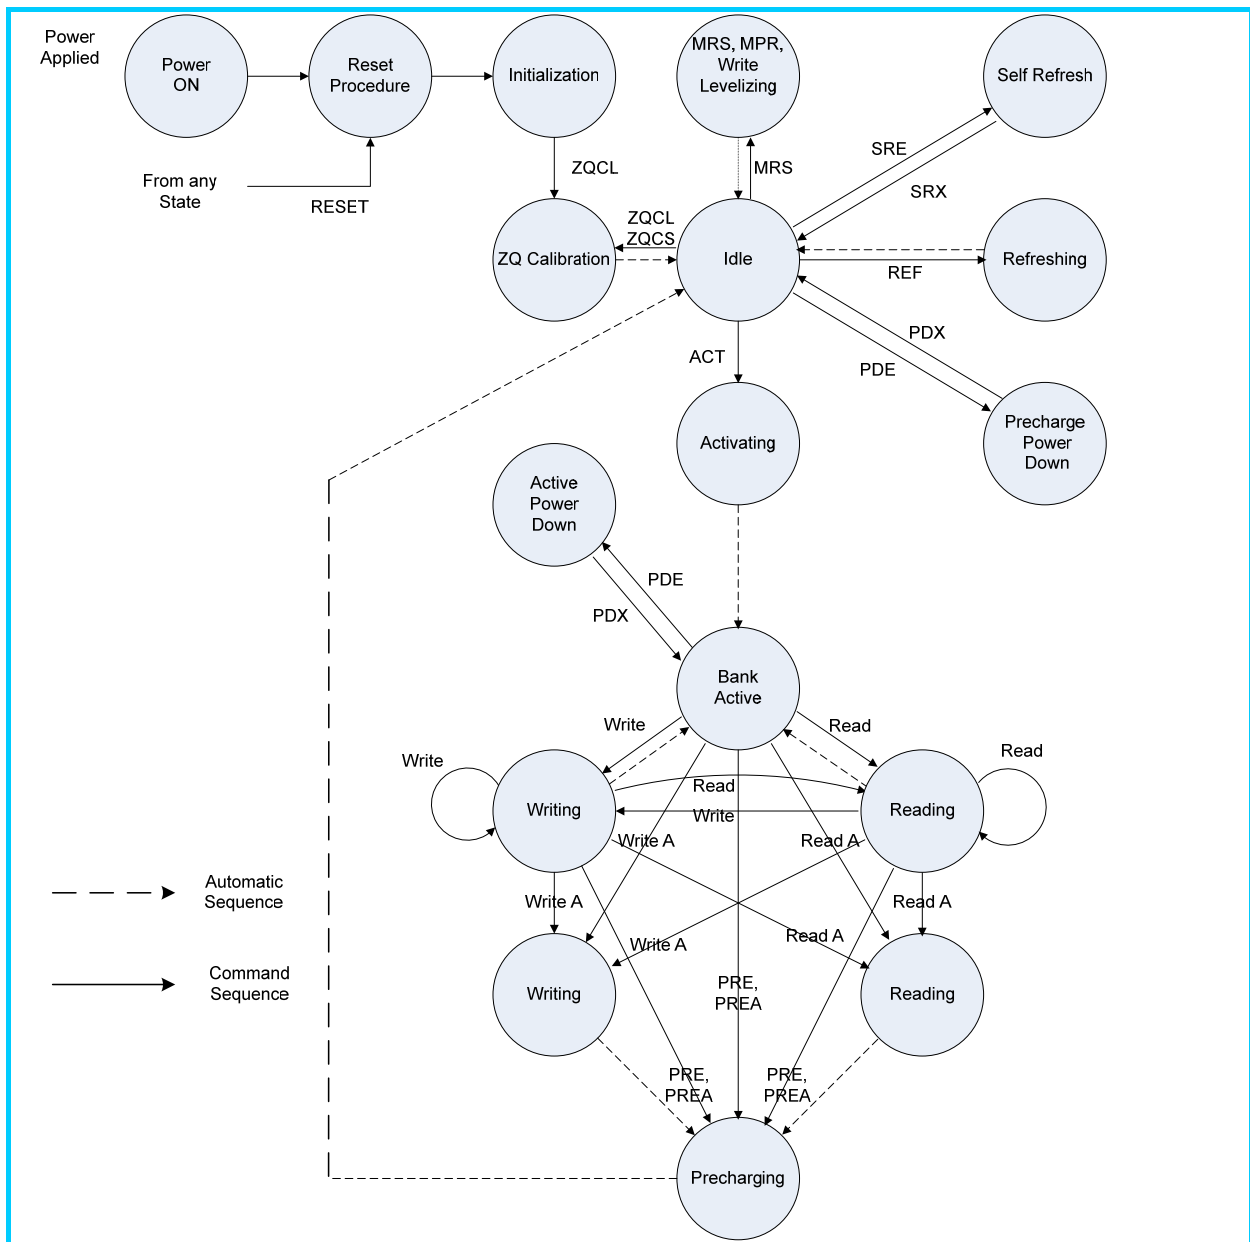 Power
Applied
Power
ON
Reset
Procedure
Initialization
MRS, MPR,
Write
Levelizing
Self Refresh
From any
State
RESET
ZQCL
MRS
SRE
SRX
ZQCL
ZQCS
ZQ Calibration
Idle
REF
Refreshing
ACT
PDX
PDE
Activating
Precharge
Power
Down
Active
Power
Down
PDE
PDX
Bank
Active
Write
Read
Write
Read
Writing
Read
Write
Reading
Write A
Read A
Write A
Read A
Write A
Read A
Automatic
Sequence
Command
Sequence
Writing
PRE,
PREA
Reading
PRE,
PREA
PRE,
PREA
Precharging